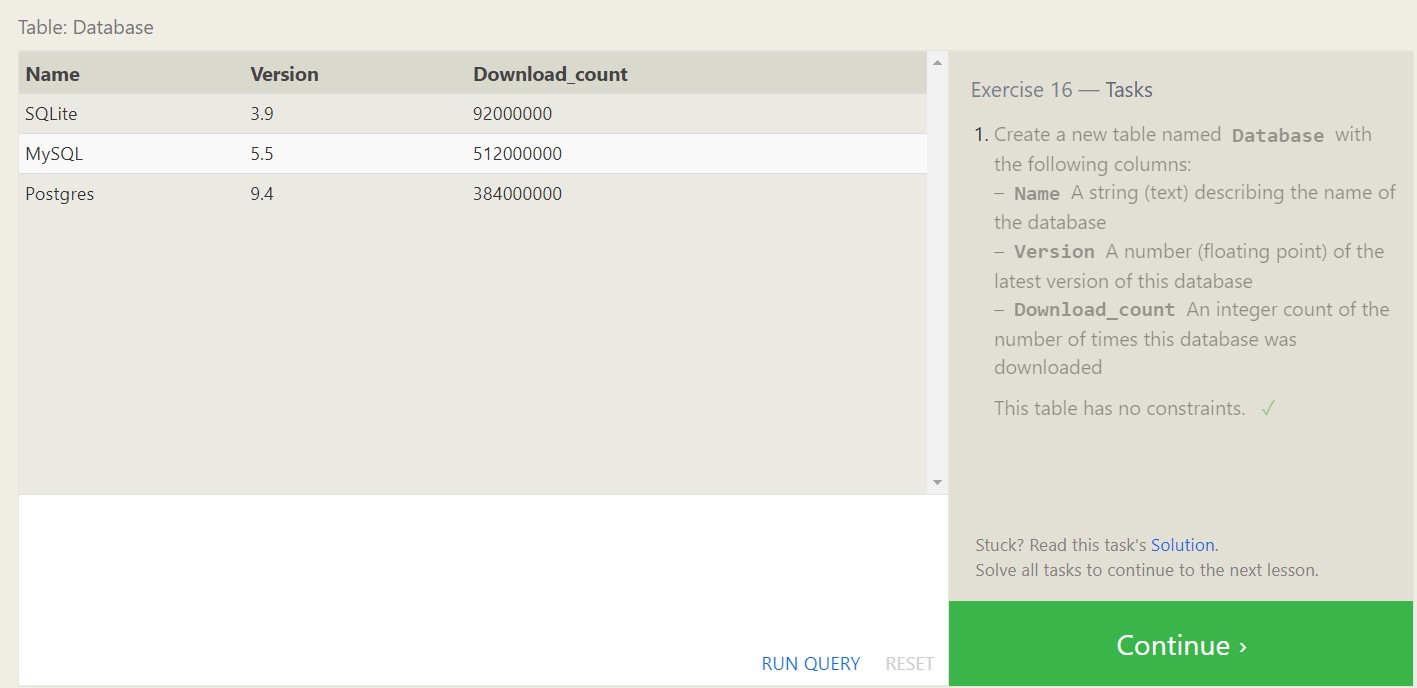 Table: Database
Name Version Download_count
SQLite 3.9 92000000
MySQL 5.5 512000000
Postgres 9.4 384000000
RUN QUERY RESET
Exercise 16 — Tasks
1. Create a new table named Database with
the following columns:
– Name A string (text) describing the name of
the database
– Version A number (floating point) of the
latest version of this database
– Download_count An integer count of the
number of times this database was
downloaded
This table has no constraints. ✓
Stuck? Read this task's Solution.
Solve all tasks to continue to the next lesson.
Continue ›